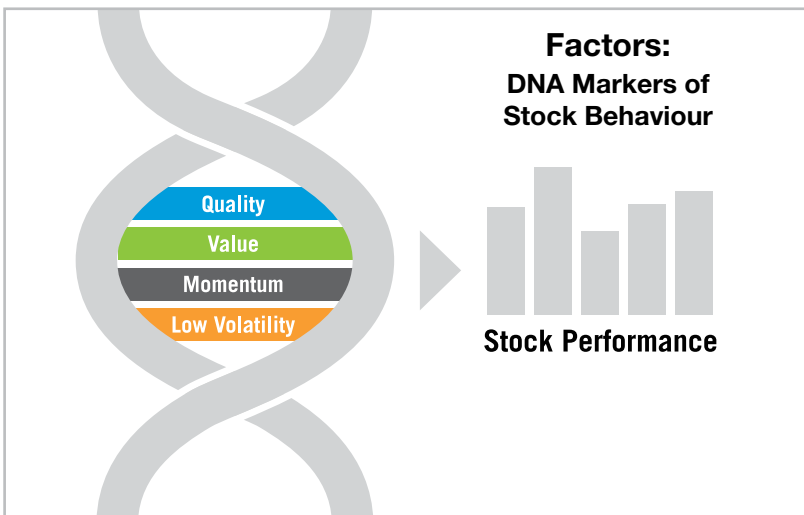 Factors:
DNA Markers of
Stock Behaviour
Quality
Value
Momentum
Low Volatility
Stock Performance